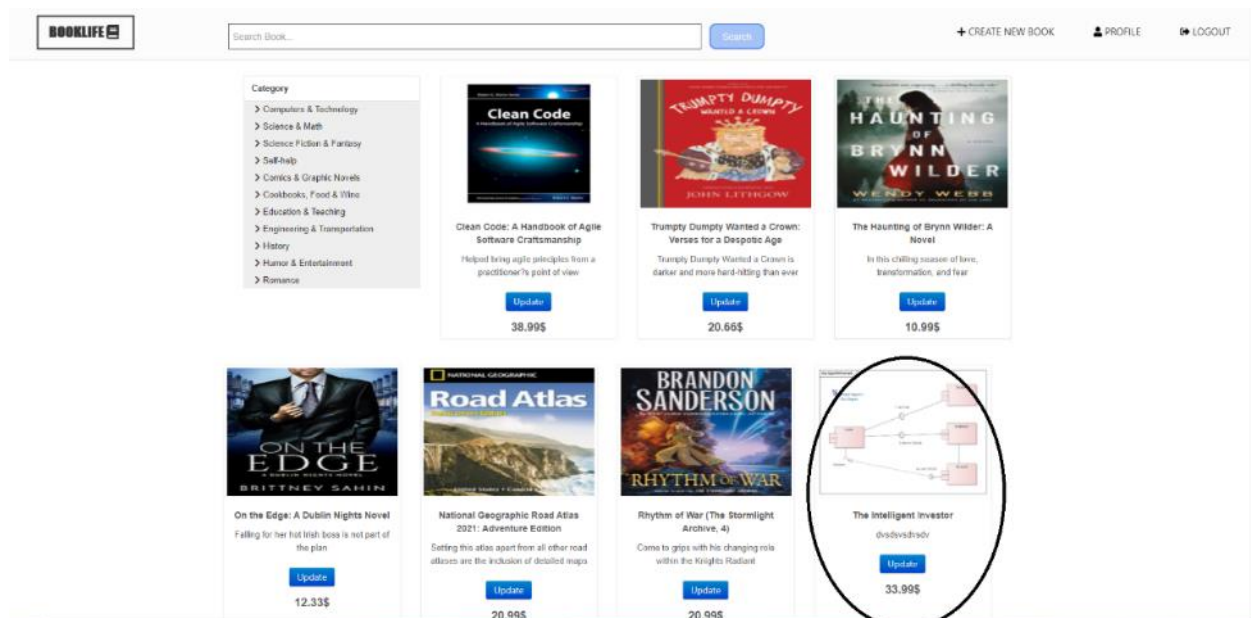 BOOKLIFE
Search Book...
Search
CREATE NEW BOOK
PROFILE
LOGOUT
Category
Computers & Technology
Science & Math
Science Fiction & Fantasy
Self-help
Comics & Graphic Novels
Cookbooks, Food & Wine
Education & Teaching
Engineering & Transportation
History
Humor & Entertainment
Romance
Clean Code
A Handbook of Agile Software Craftsmanship
Clean Code: A Handbook of Agile
Software Craftsmanship
Helped bring agile principles from a
practitioner?s point of view
Update
38.99$
TRUMPTY DUMPTY
WANTED A CROWN
JOHN LITHGOW
Trumpty Dumpty Wanted a Crown:
Verses for a Despotic Age
Trumpty Dumpty Wanted a Crown is
darker and more hard-hitting than ever
Update
20.66$
THE
HAUNTING
OF
BRYNN
WILDER
WENDY WEBB
The Haunting of Brynn Wilder: A
Novel
In this chilling season of love,
transformation, and fear
Update
10.99$
ON THE
EDGE
A DUBLIN NIGHTS NOVEL
BRITTNEY SAHIN
On the Edge: A Dublin Nights Novel
Falling for her hot Irish boss is not part of
the plan
Update
12.33$
NATIONAL GEOGRAPHIC
Road Atlas
National Geographic Road Atlas
2021: Adventure Edition
Setting this atlas apart from all other road
atlases are the inclusion of detailed maps
Update
20.99$
BRANDON
SANDERSON
RHYTHM OF WAR
Rhythm of War (The Stormlight
Archive, 4)
Come to grips with his changing role
within the Knights Radiant
Update
20.99$
The Intelligent Investor
Update
33.99$